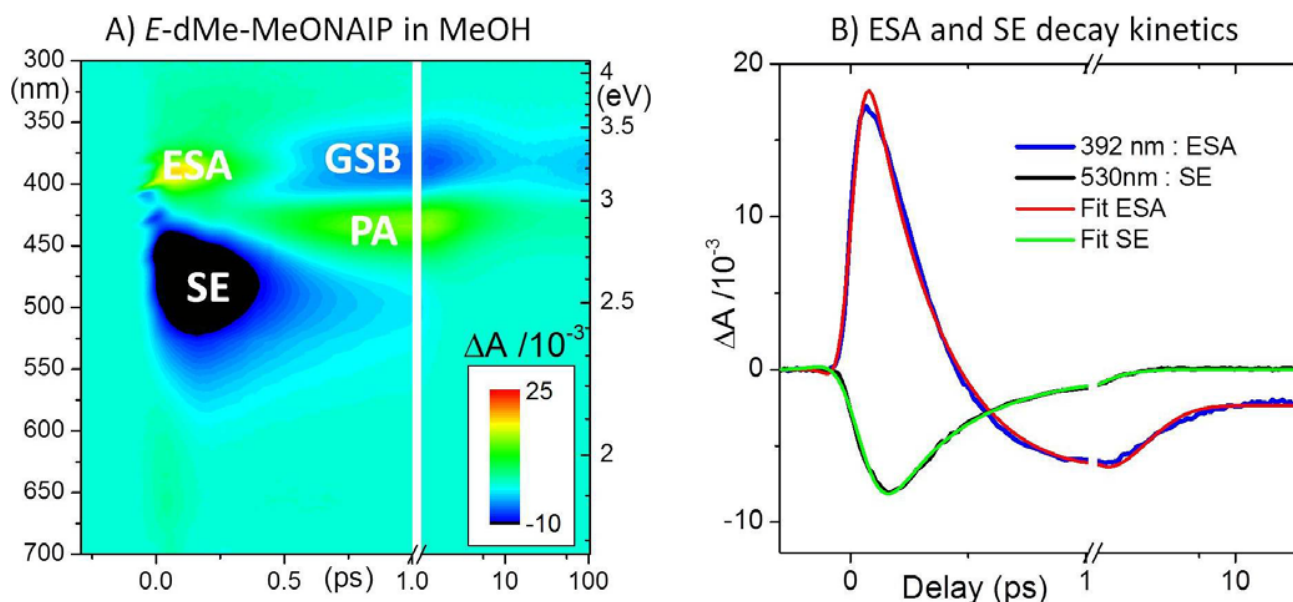 A) E-dMe-MeONAIP in MeOH
300
(nm)
350
400
450
500
550
600
650
700
4
(eV)
3.5
3
2.5
2
ESA
GSB
PA
SE
ΔA /10⁻³
25
-10
0.0
0.5
(ps)
1.0
10
100
B) ESA and SE decay kinetics
20
10
0
-10
ΔA /10⁻³
392 nm : ESA
530nm : SE
Fit ESA
Fit SE
0
1
10
Delay (ps)